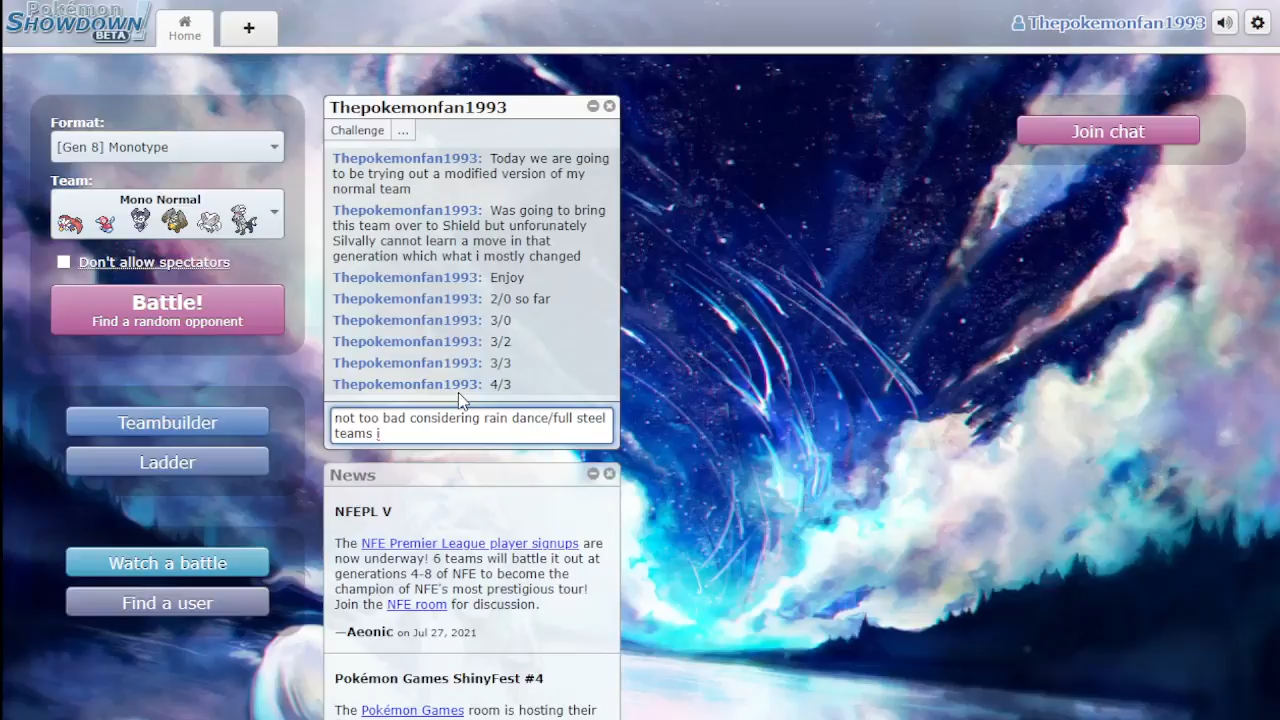 Pokémon
SHOWDOWN!
BETA
Home
+
Thepokemonfan1993
Format:
[Gen 8] Monotype
Team:
Mono Normal
Don't allow spectators
Battle!
Find a random opponent
Teambuilder
Ladder
Watch a battle
Find a user
Thepokemonfan1993
Challenge
...
Thepokemonfan1993: Today we are going
to be trying out a modified version of my
normal team
Thepokemonfan1993: Was going to bring
this team over to Shield but unforunately
Silvally cannot learn a move in that
generation which what i mostly changed
Thepokemonfan1993: Enjoy
Thepokemonfan1993: 2/0 so far
Thepokemonfan1993: 3/0
Thepokemonfan1993: 3/2
Thepokemonfan1993: 3/3
Thepokemonfan1993: 4/3
not too bad considering rain dance/full steel
teams i
News
NFEPL V
The NFE Premier League player signups are
now underway! 6 teams will battle it out at
generations 4-8 of NFE to become the
champion of NFE's most prestigious tour!
Join the NFE room for discussion.
—Aeonic on Jul 27, 2021
Pokémon Games ShinyFest #4
The Pokémon Games room is hosting their
Join chat